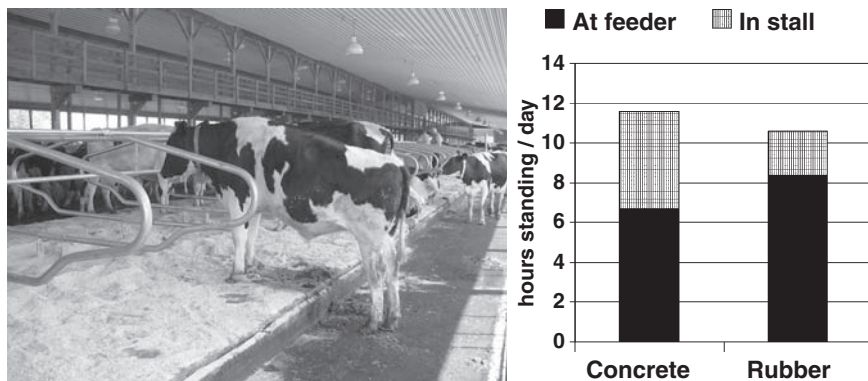 At feeder In stall
hours standing / day
14
12
10
8
6
4
2
0
Concrete Rubber